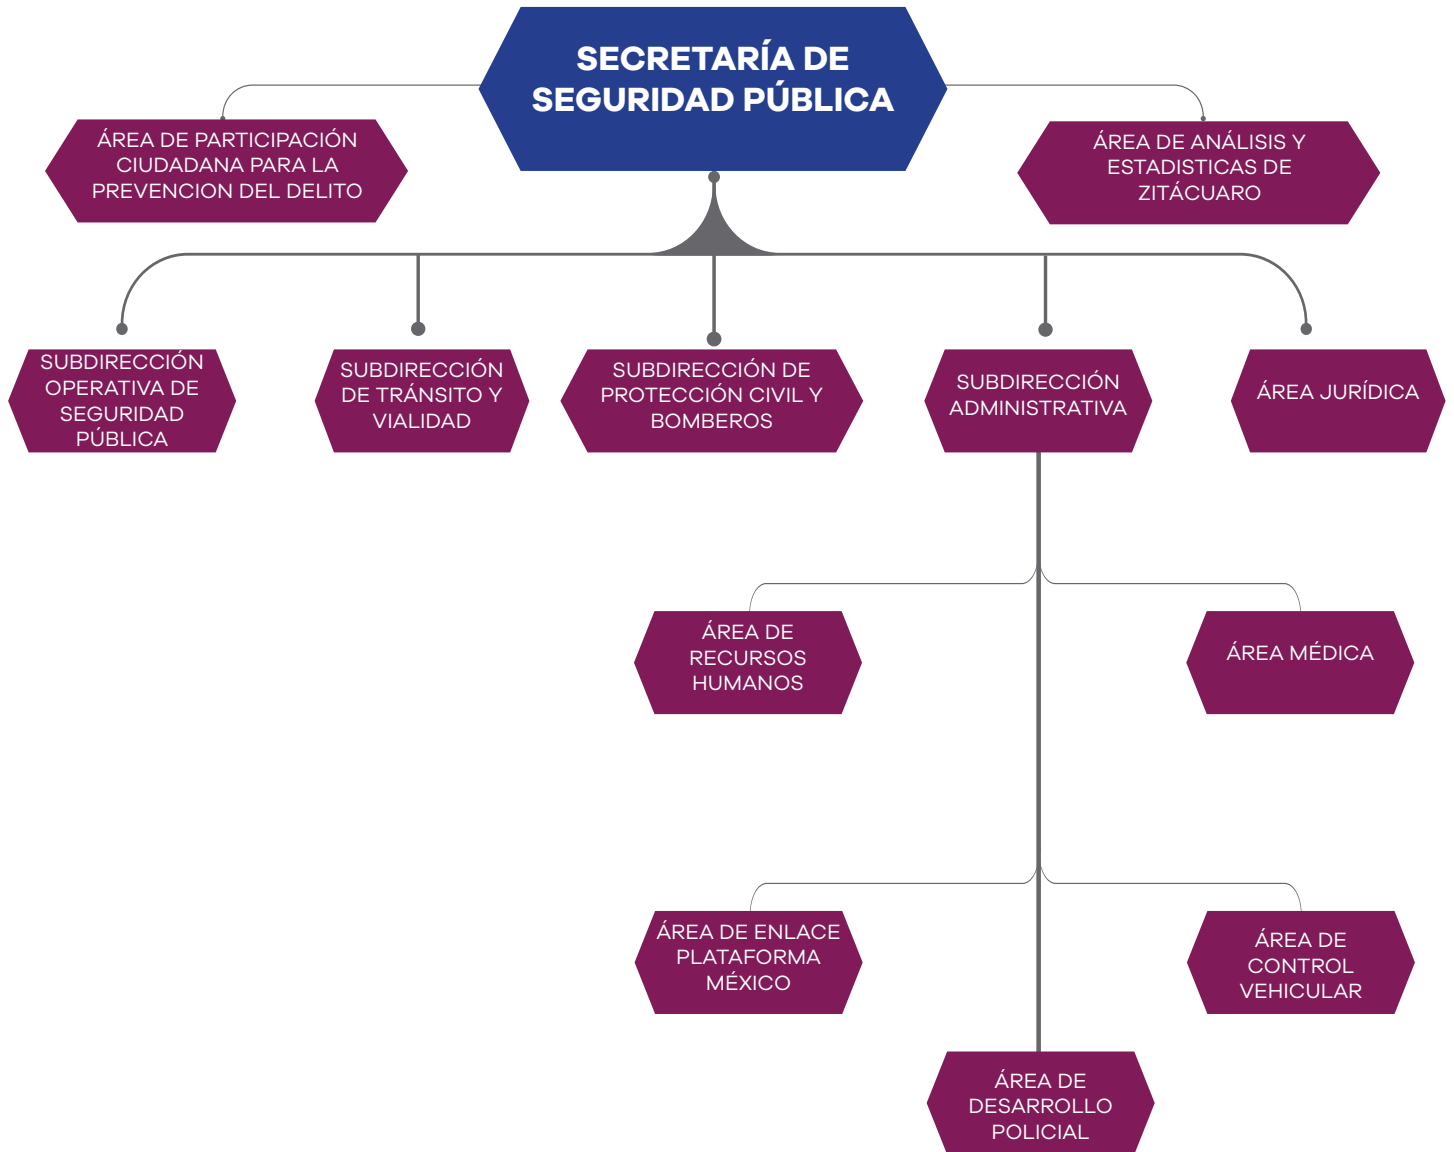 SECRETARÍA DE
SEGURIDAD PÚBLICA
ÁREA DE PARTICIPACIÓN
CIUDADANA PARA LA
PREVENCION DEL DELITO
ÁREA DE ANÁLISIS Y
ESTADISTICAS DE
ZITÁCUARO
SUBDIRECCIÓN
OPERATIVA DE
SEGURIDAD
PÚBLICA
SUBDIRECCIÓN
DE TRÁNSITO Y
VIALIDAD
SUBDIRECCIÓN DE
PROTECCIÓN CIVIL Y
BOMBEROS
SUBDIRECCIÓN
ADMINISTRATIVA
ÁREA JURÍDICA
ÁREA DE
RECURSOS
HUMANOS
ÁREA MÉDICA
ÁREA DE ENLACE
PLATAFORMA
MÉXICO
ÁREA DE
CONTROL
VEHICULAR
ÁREA DE
DESARROLLO
POLICIAL